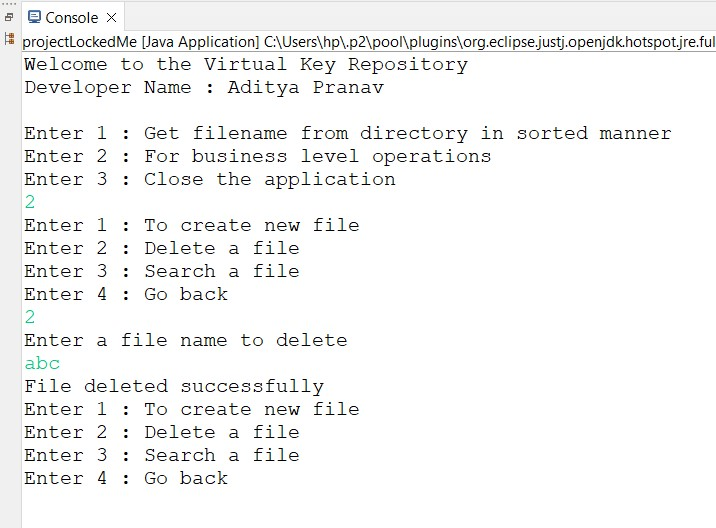 Console
projectLockedMe [Java Application] C:\Users\hp\.p2\pool\plugins\org.eclipse.justj.openjdk.hotspot.jre.ful
Welcome to the Virtual Key Repository
Developer Name : Aditya Pranav
Enter 1 : Get filename from directory in sorted manner
Enter 2 : For business level operations
Enter 3 : Close the application
2
Enter 1 : To create new file
Enter 2 : Delete a file
Enter 3 : Search a file
Enter 4 : Go back
2
Enter a file name to delete
abc
File deleted successfully
Enter 1 : To create new file
Enter 2 : Delete a file
Enter 3 : Search a file
Enter 4 : Go back